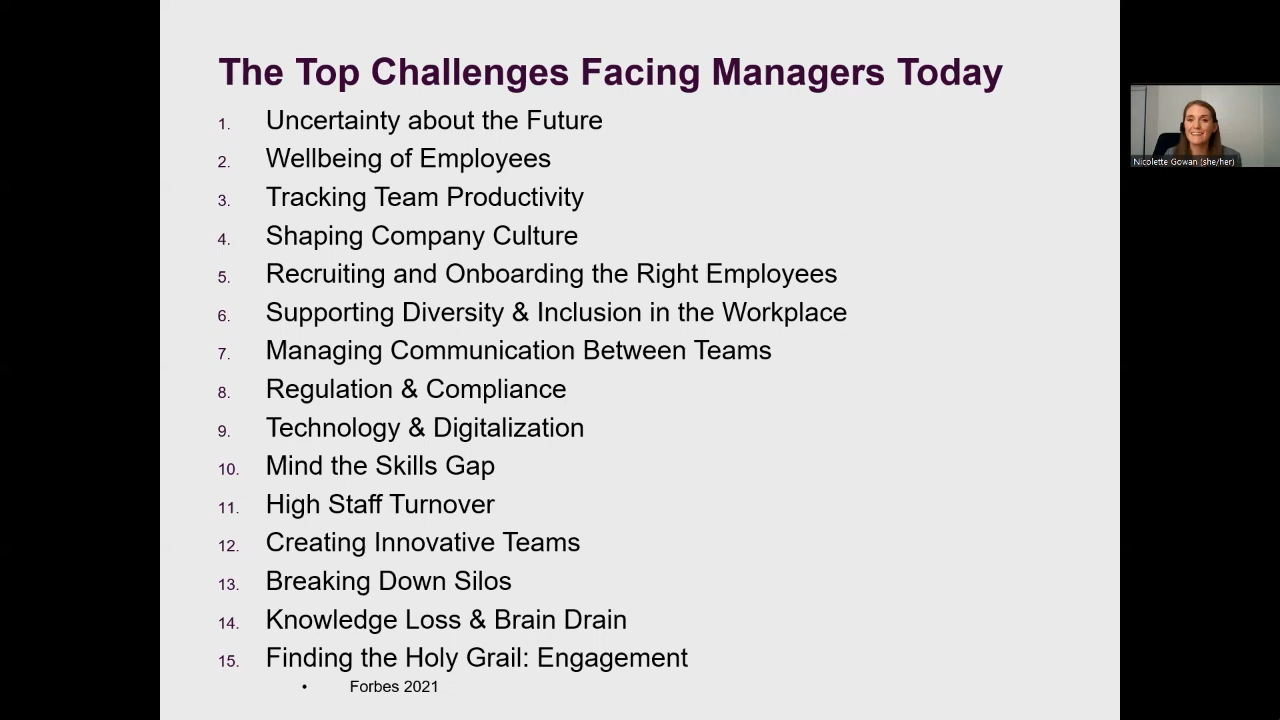 The Top Challenges Facing Managers Today
1. Uncertainty about the Future
2. Wellbeing of Employees
3. Tracking Team Productivity
4. Shaping Company Culture
5. Recruiting and Onboarding the Right Employees
6. Supporting Diversity & Inclusion in the Workplace
7. Managing Communication Between Teams
8. Regulation & Compliance
9. Technology & Digitalization
10. Mind the Skills Gap
11. High Staff Turnover
12. Creating Innovative Teams
13. Breaking Down Silos
14. Knowledge Loss & Brain Drain
15. Finding the Holy Grail: Engagement
• Forbes 2021
Nicolette Gowan (she/her)